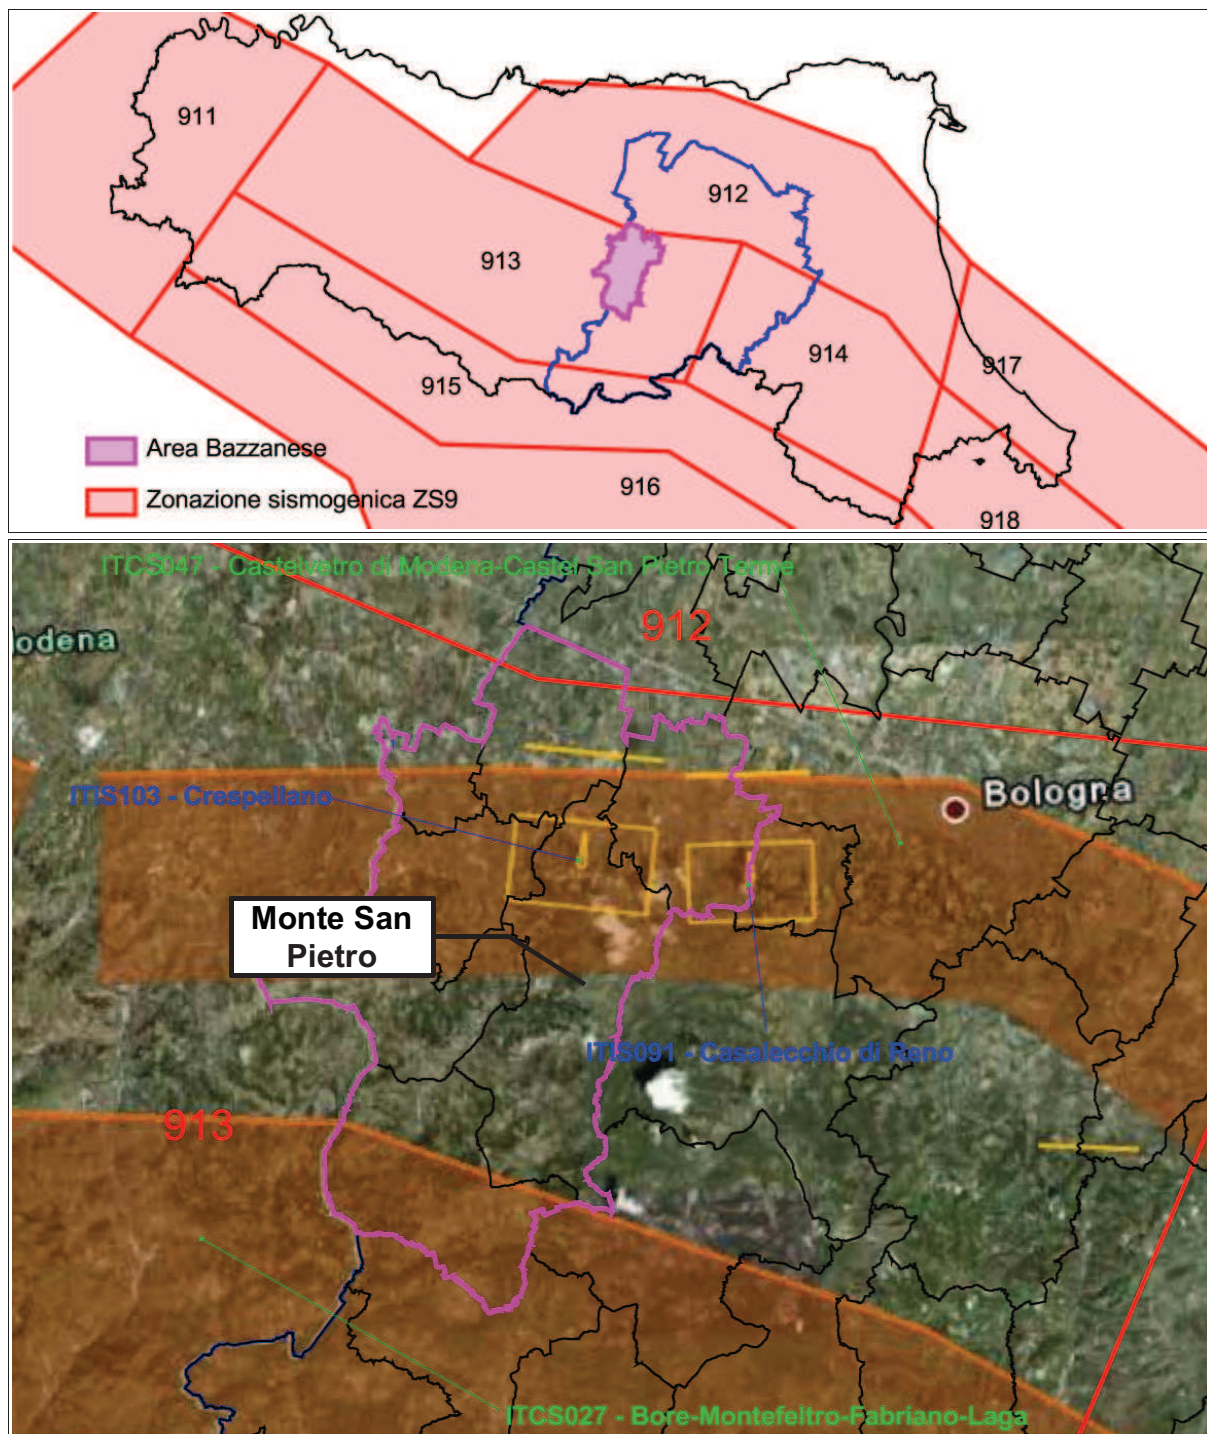 911
912
913
914
917
915
916
918
Area Bazzanese
Zonazione sismogenica ZS9
ITCS047 - Castelvetro di Modena-Castel San Pietro Terme
912
lodena
Bologna
ITIS103 - Crespellano
Monte San
Pietro
ITIS091 - Casalecchio di Reno
913
ITCS027 - Bore-Montefeltro-Fabriano-Laga